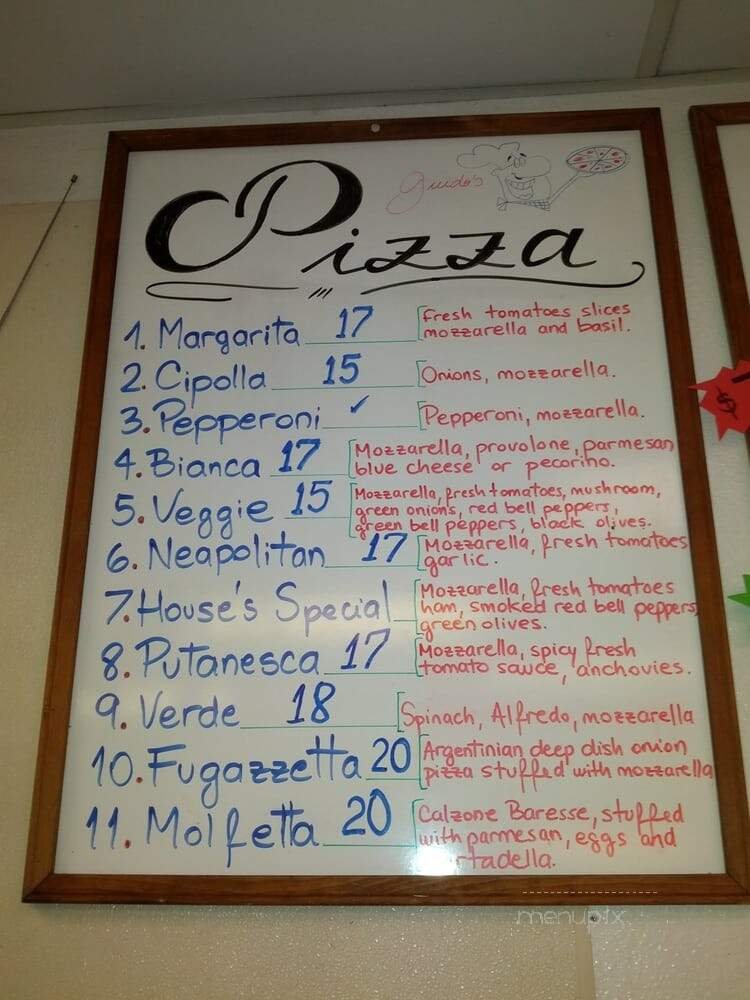 Guido's
Pizza
1. Margarita 17 Fresh tomatoes slices
mozzarella and basil.
2. Cipolla 15 Onions, mozzarella.
3. Pepperoni ✓ Pepperoni, mozzarella.
4. Bianca 17 Mozzarella, provolone, parmesan
blue cheese or pecorino.
5. Veggie 15 Mozzarella, fresh tomatoes, mushroom,
green onions, red bell peppers,
green bell peppers, black olives.
6. Neapolitan 17 Mozzarella, fresh tomatoes
garlic.
7. House's Special Mozzarella, fresh tomatoes
ham, smoked red bell peppers,
green olives.
8. Putanesca 17 Mozzarella, spicy fresh
tomato sauce, anchovies.
9. Verde 18 Spinach, Alfredo, mozzarella
10. Fugazzetta 20 Argentinian deep dish onion
pizza stuffed with mozzarella
11. Molfetta 20 Calzone Baresse, stuffed
with parmesan, eggs and
rtadella.
$
menupix